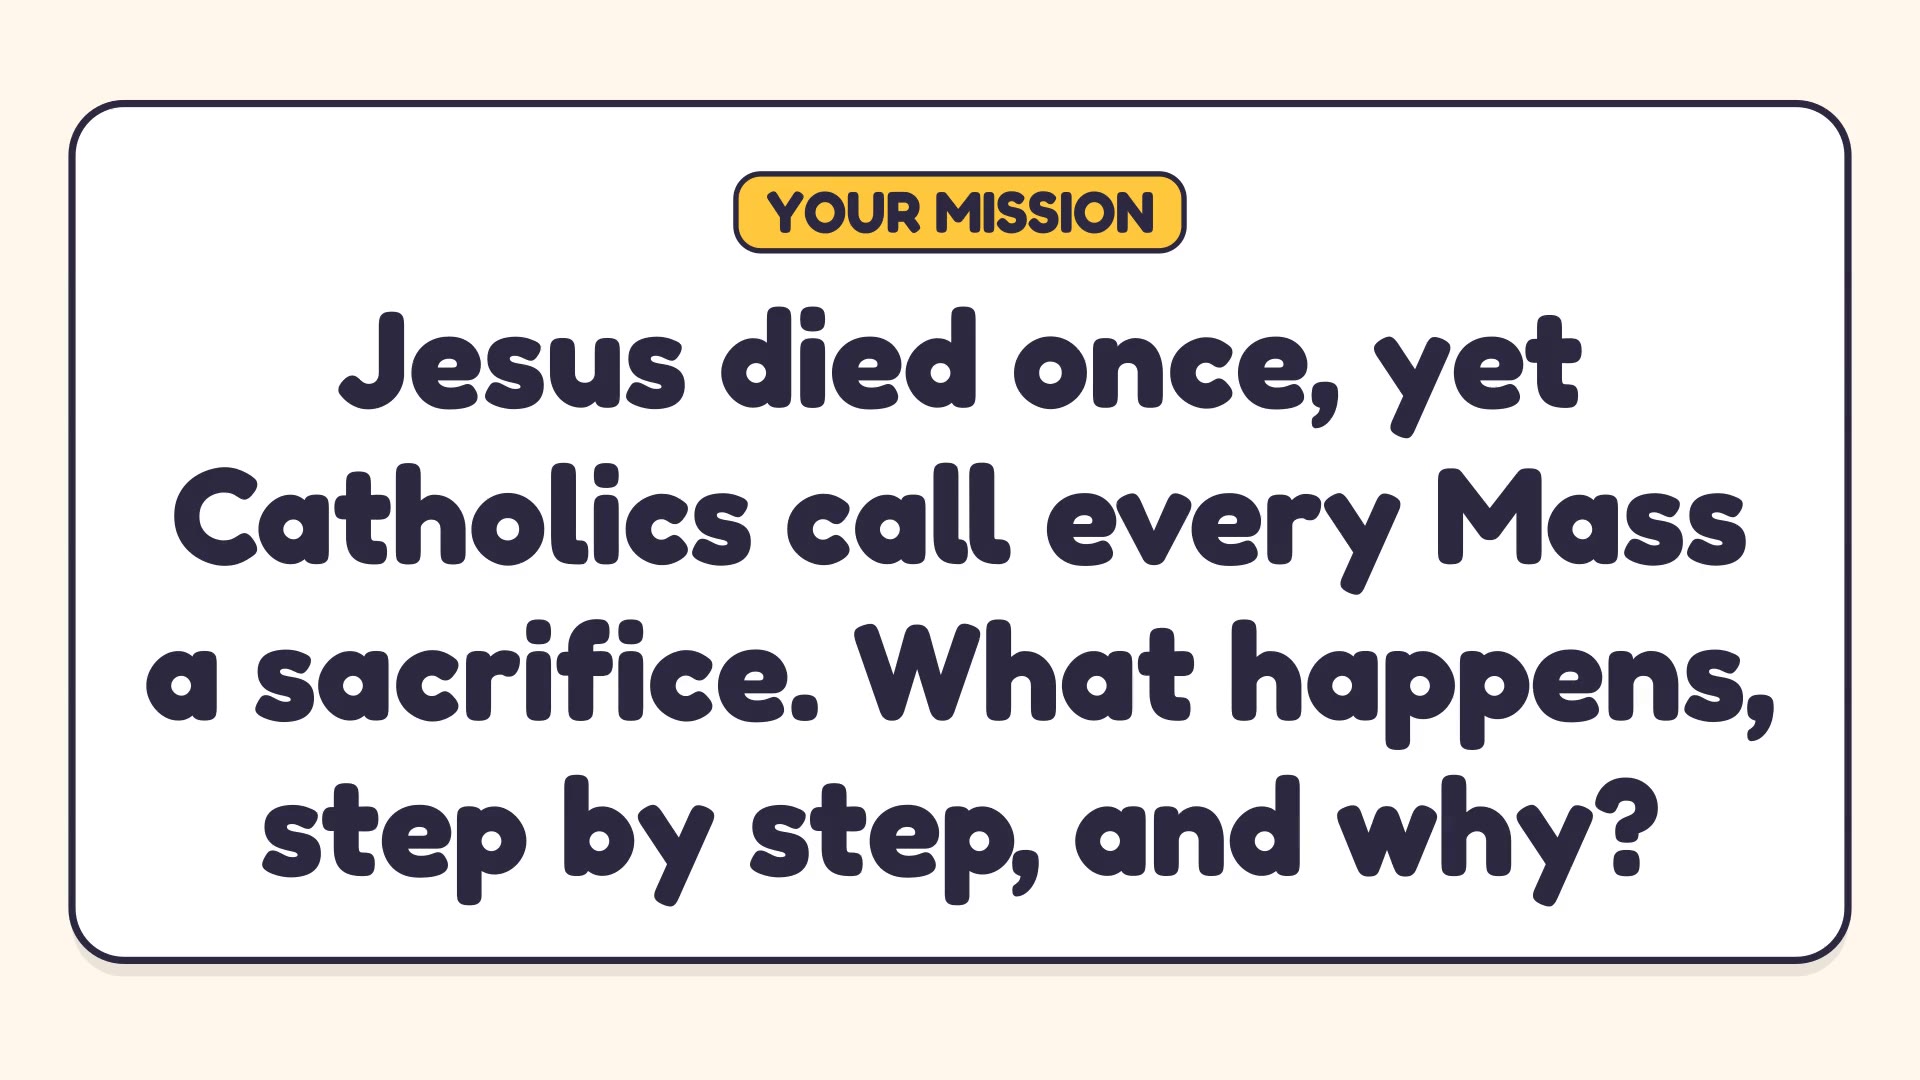 YOUR MISSION
Jesus died once, yet
Catholics call every Mass
a sacrifice. What happens,
step by step, and why?